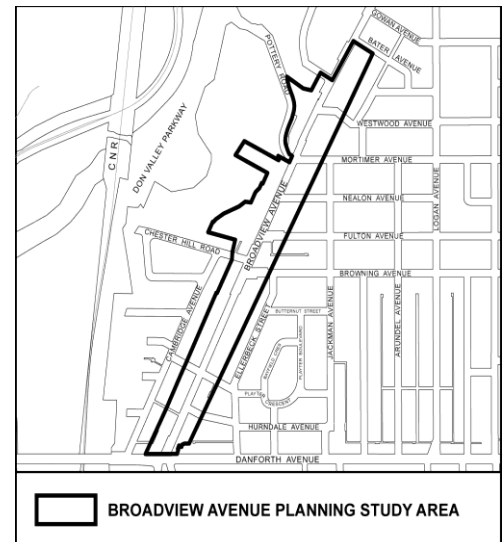 GOWAN AVENUE
BATER AVENUE
POTTERY ROAD
WESTWOOD AVENUE
CNR
DON VALLEY PARKWAY
MORTIMER AVENUE
LOGAN AVENUE
NEALON AVENUE
BROADVIEW AVENUE
CHESTER HILL ROAD
FULTON AVENUE
BROWNING AVENUE
CAMBRIDGE AVENUE
ELLERBECK STREET
BUTTERNUT STREET
JACKMAN AVENUE
ARUNDEL AVENUE
PLAYTER BOULEVARD
PLAYTER CRESCENT
HURNDALE AVENUE
DANFORTH AVENUE
BROADVIEW AVENUE PLANNING STUDY AREA